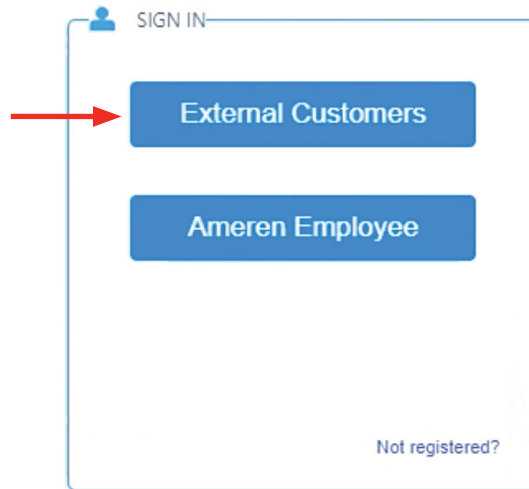 SIGN IN
External Customers
Ameren Employee
Not registered?